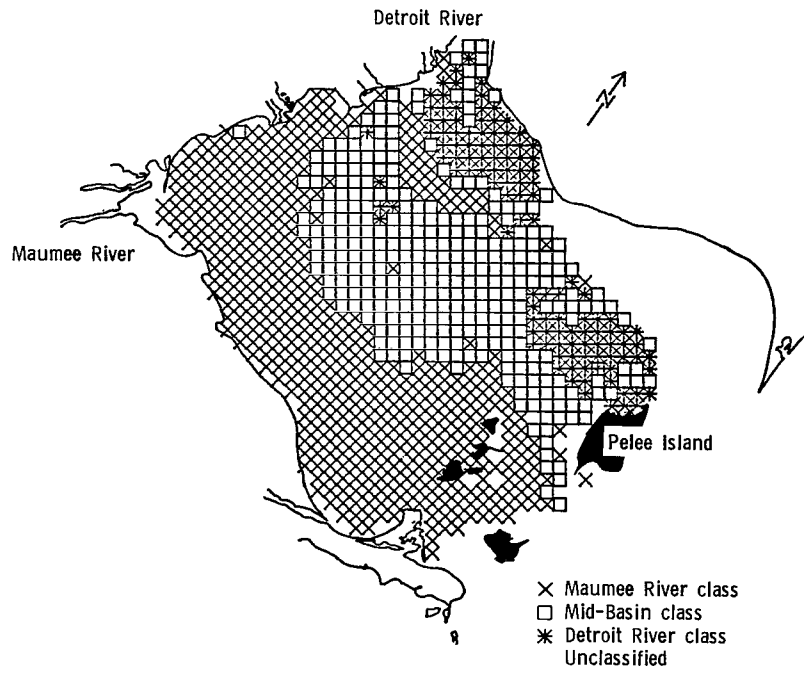 Detroit River
N
Maumee River
Pelee Island
Maumee River class
Mid-Basin class
Detroit River class
Unclassified